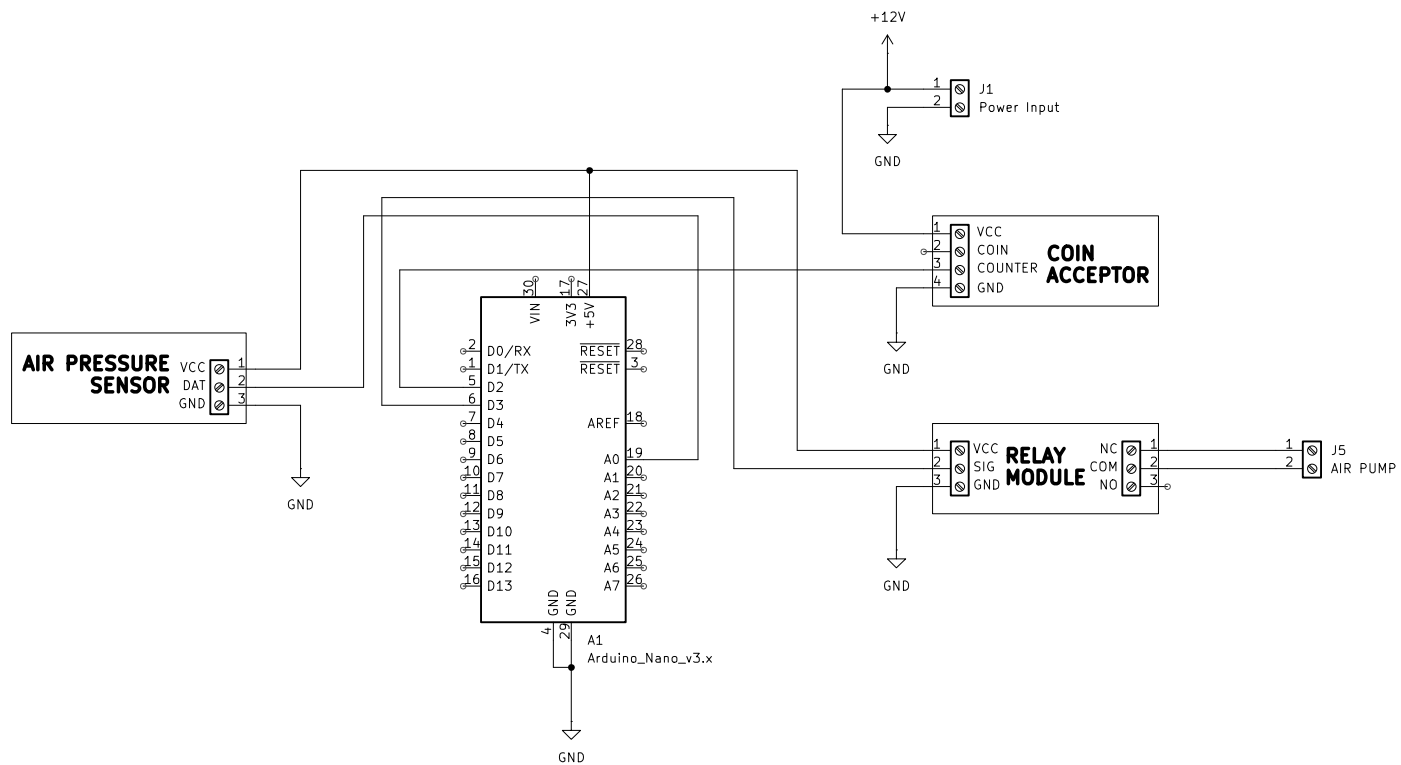 +12V
1
2
J1
Power Input
GND
1 VCC
2 COIN
3 COUNTER
4 GND
COIN
ACCEPTOR
GND
30 17 27
VIN 3V3 +5V
AIR PRESSURE
SENSOR
VCC 1
DAT 2
GND 3
GND
2 D0/RX
1 D1/TX
5 D2
6 D3
7 D4
8 D5
9 D6
10 D7
11 D8
12 D9
13 D10
14 D11
15 D12
16 D13
RESET 28
RESET 3
AREF 18
A0 19
A1 20
A2 21
A3 22
A4 23
A5 24
A6 25
A7 26
GND GND
4 29
A1
Arduino_Nano_v3.x
GND
1 VCC
2 SIG
3 GND
RELAY
MODULE
NC 1
COM 2
NO 3
GND
1
2
J5
AIR PUMP